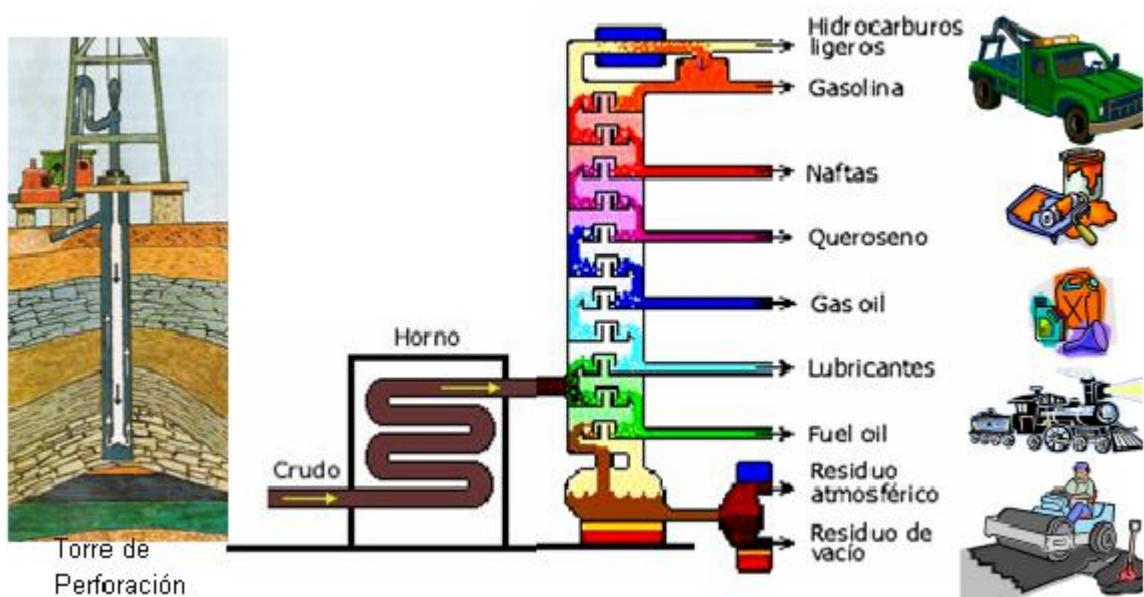 Hidrocarburos
ligeros
Gasolina
Naftas
Queroseno
Gas oil
Horno
Lubricantes
Fuel oil
Crudo
Residuo
atmosférico
Residuo de
vacío
Torre de
Perforación